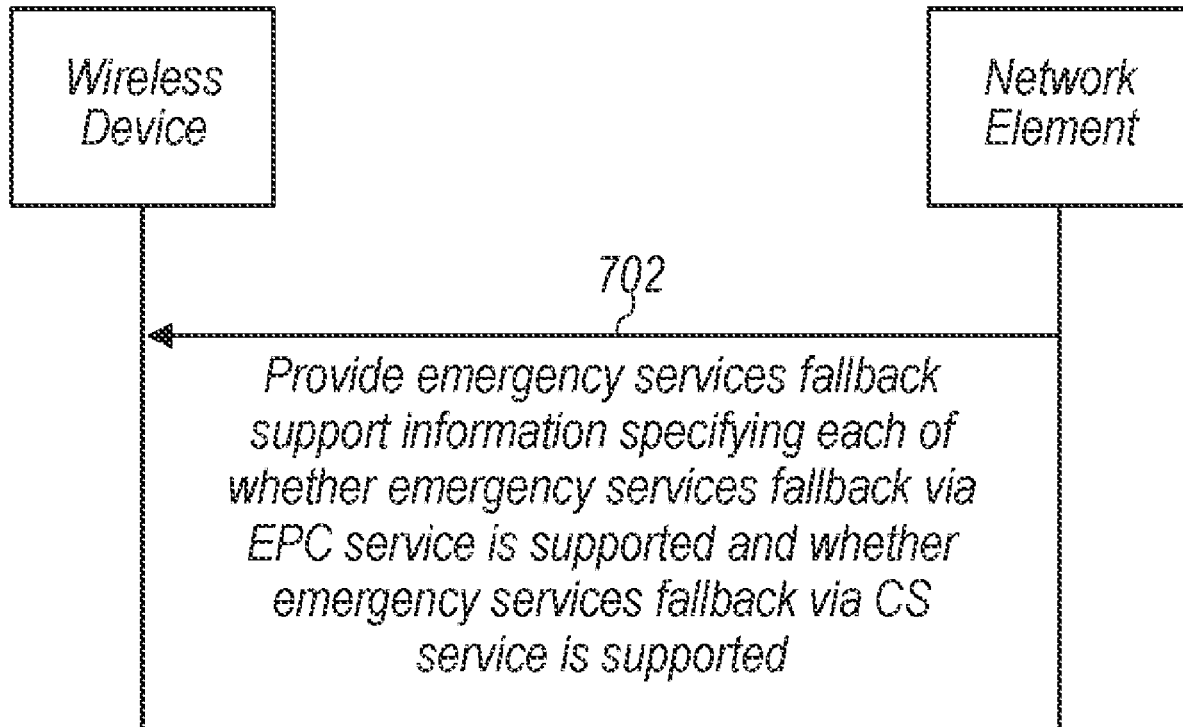 Wireless
Device
Network
Element
702
Provide emergency services fallback
support information specifying each of
whether emergency services fallback via
EPC service is supported and whether
emergency services fallback via CS
service is supported